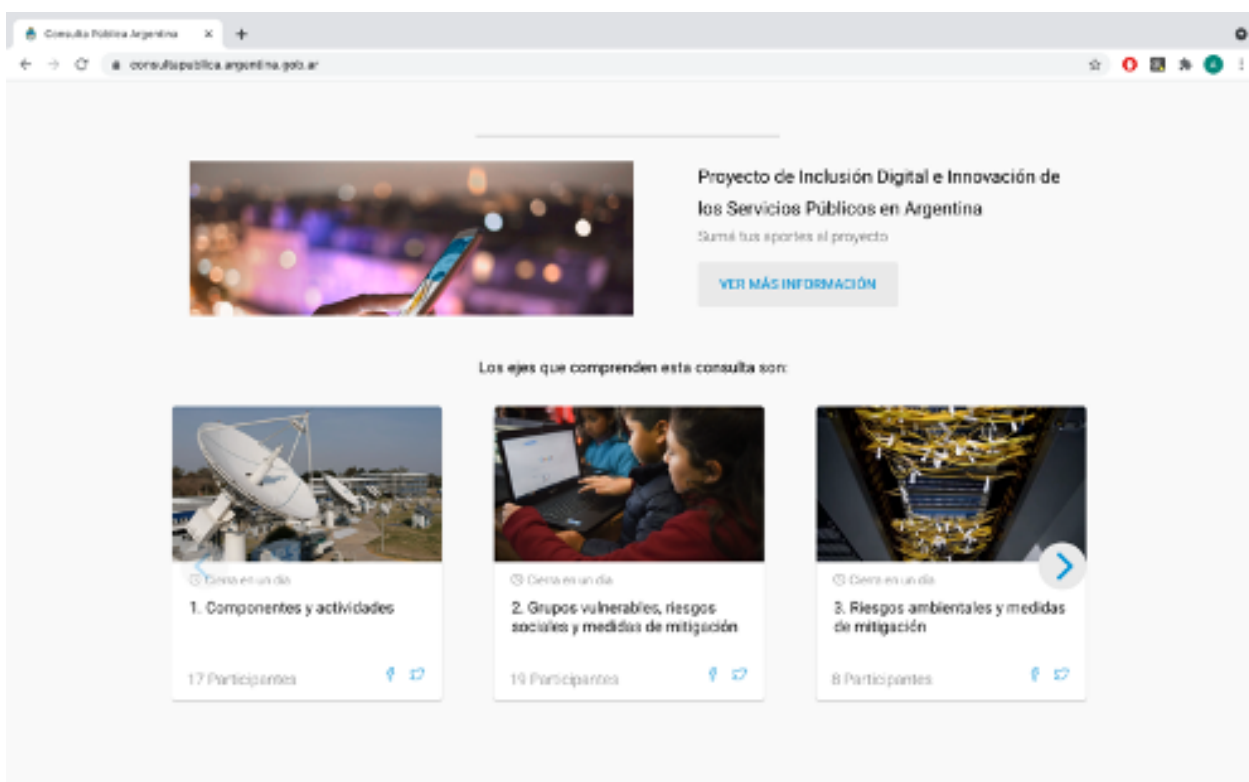 Consulta Pública Argentina
consultapublica.argentina.gob.ar
Proyecto de Inclusión Digital e Innovación de
los Servicios Públicos en Argentina
Sumá tus aportes al proyecto
VER MÁS INFORMACIÓN
Los ejes que comprenden esta consulta son:
Cierra en un día
1. Componentes y actividades
17 Participantes
Cierra en un día
2. Grupos vulnerables, riesgos
sociales y medidas de mitigación
19 Participantes
Cierra en un día
3. Riesgos ambientales y medidas
de mitigación
8 Participantes